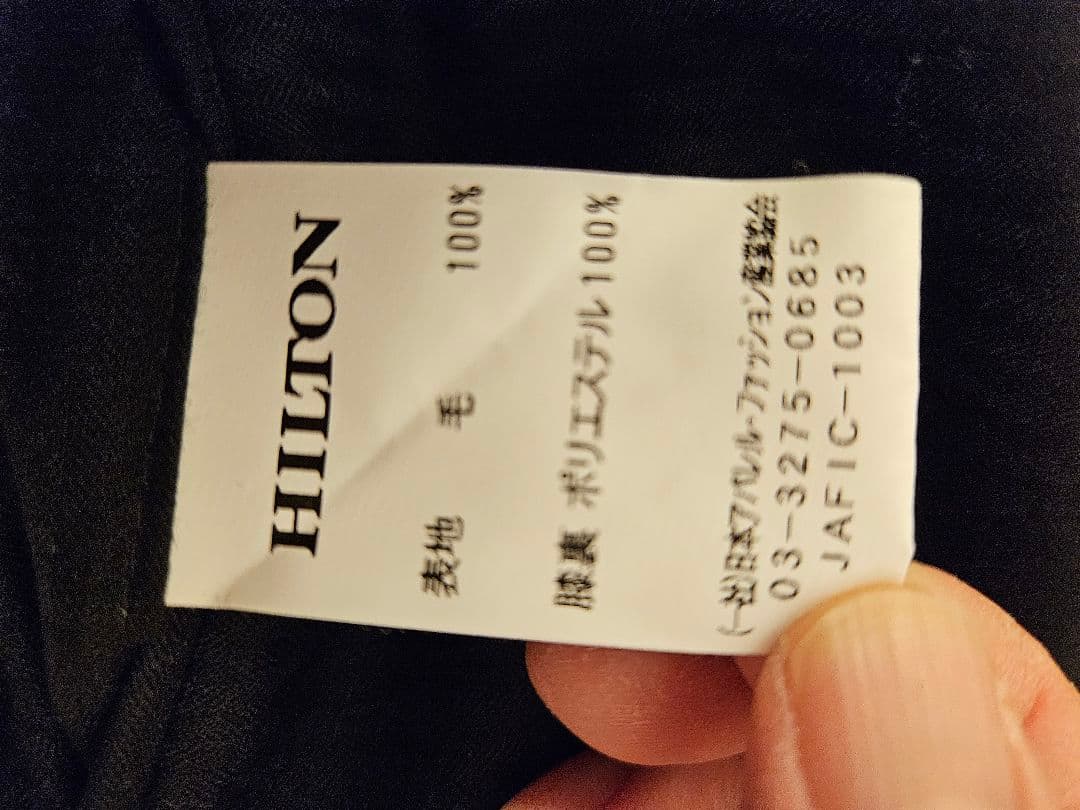 HILTON
表地 毛 100%
膝裏 ポリエステル100%
(一社)日本アパレル・ファッション産業協会
03-3275-0685
JAFIC-1003